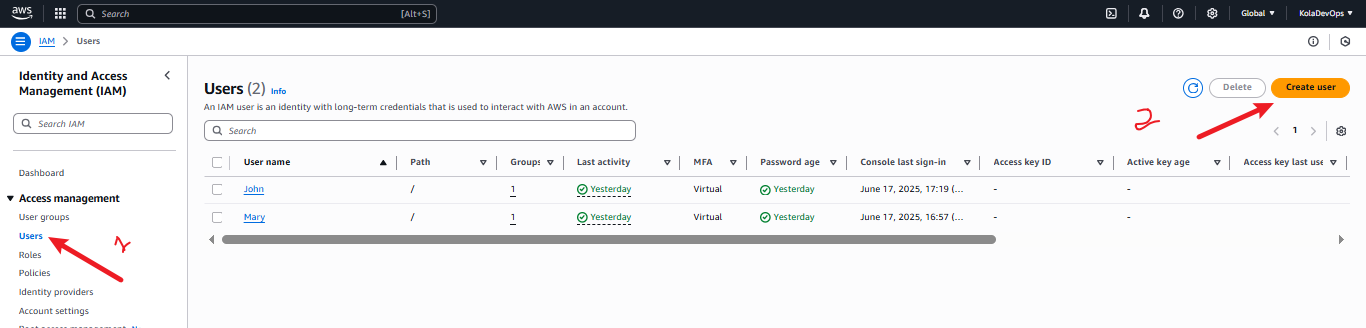 aws
Search [Alt+S] Global KolaDevOps
IAM > Users
Identity and Access
Management (IAM)
Search IAM
Dashboard
Access management
User groups
Users
Roles
Policies
Identity providers
Account settings
Users (2) Info
Delete
Create user
An IAM user is an identity with long-term credentials that is used to interact with AWS in an account.
Search
2
1
User name Path Groups Last activity MFA Password age Console last sign-in Access key ID Active key age Access key last use
John / 1 Yesterday Virtual Yesterday June 17, 2025, 17:19 (... - -
Mary / 1 Yesterday Virtual Yesterday June 17, 2025, 16:57 (... - -